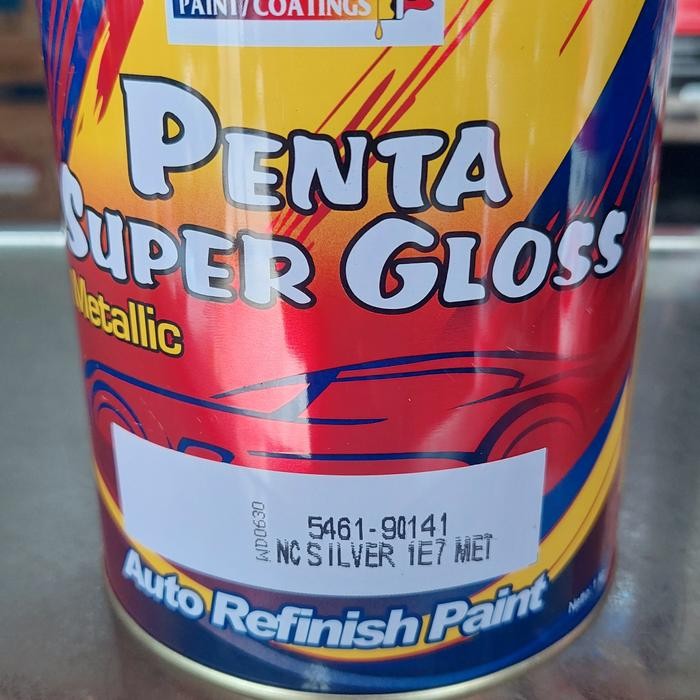 PAINT/COATINGS
PENTA
SUPER GLOSS
Metallic
WD0630
5461-90141
NC SILVER 1E7 MET
Auto Refinish Paint